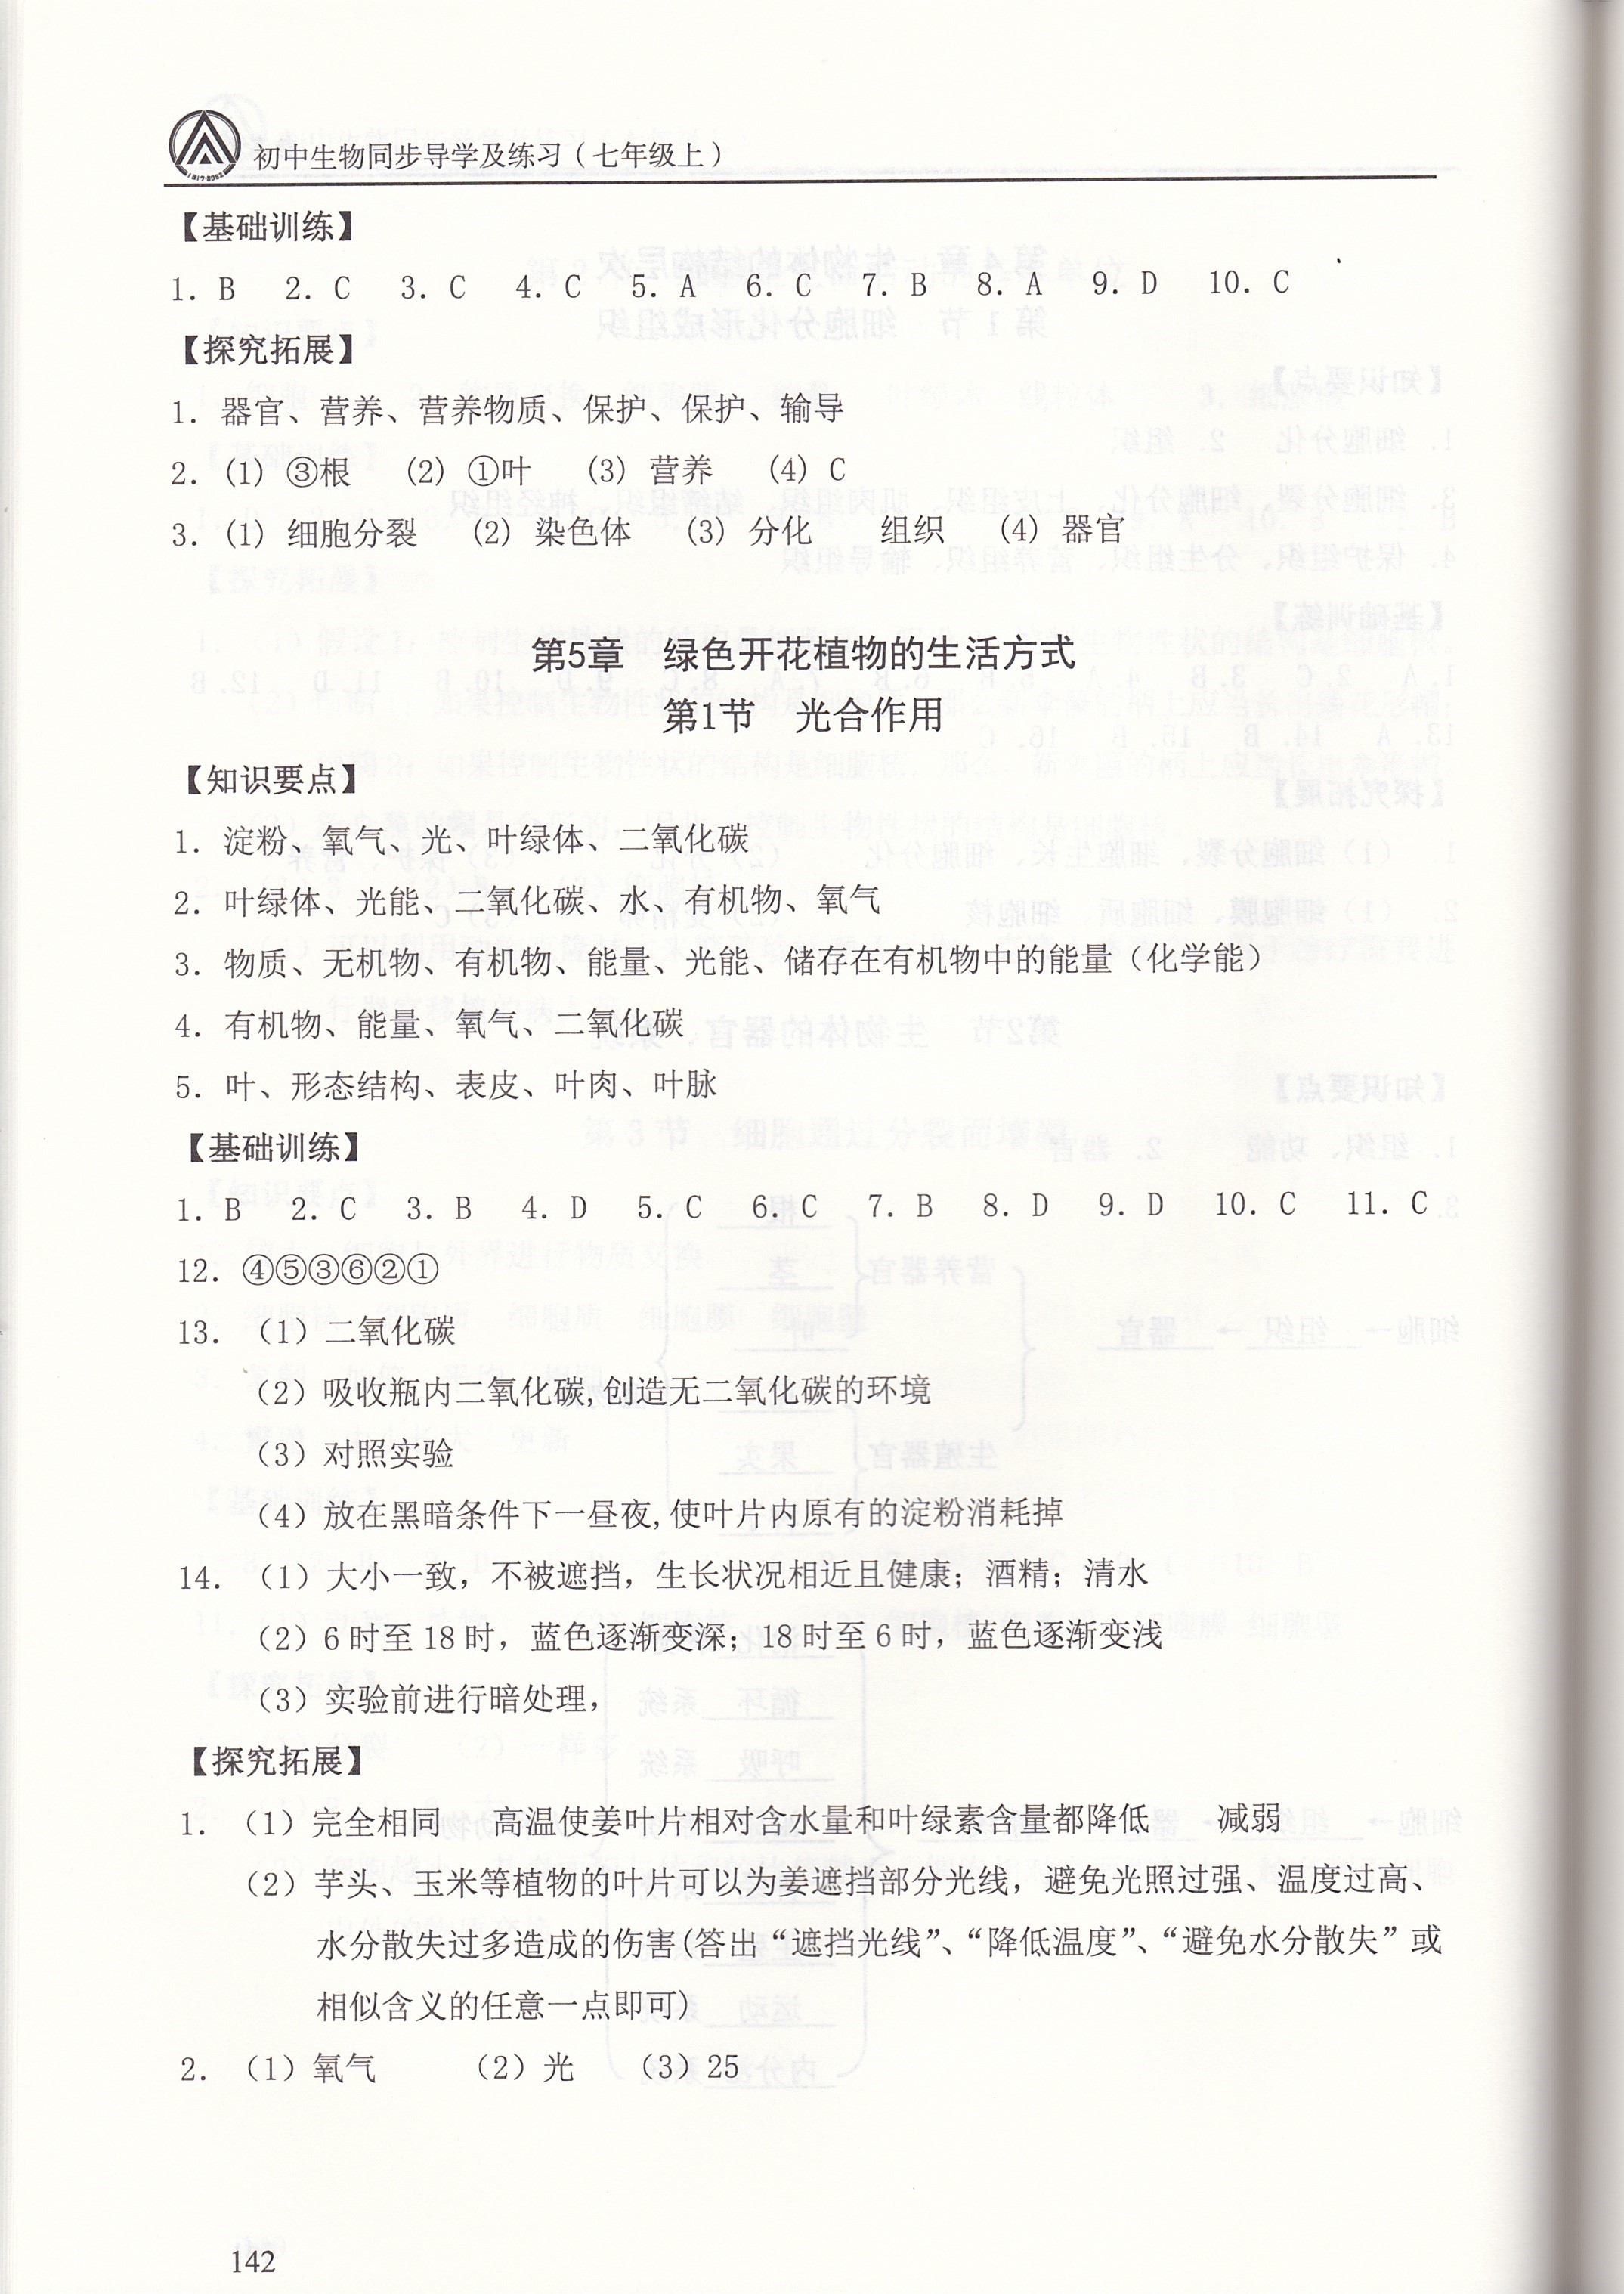 初中生物同步导学及练习（七年级上）
【基础训练】
1. B 2. C 3. C 4. C 5. A 6. C 7. B 8. A 9. D 10. C
【探究拓展】
1. 器官、营养、营养物质、保护、保护、输导
2. (1) ③根 (2) ①叶 (3) 营养 (4) C
3. (1) 细胞分裂 (2) 染色体 (3) 分化 组织 (4) 器官
第5章 绿色开花植物的生活方式
第1节 光合作用
【知识要点】
1. 淀粉、氧气、光、叶绿体、二氧化碳
2. 叶绿体、光能、二氧化碳、水、有机物、氧气
3. 物质、无机物、有机物、能量、光能、储存在有机物中的能量（化学能）
4. 有机物、能量、氧气、二氧化碳
5. 叶、形态结构、表皮、叶肉、叶脉
【基础训练】
1. B 2. C 3. B 4. D 5. C 6. C 7. B 8. D 9. D 10. C 11. C
12. ④⑤③⑥②①
13. （1）二氧化碳
（2）吸收瓶内二氧化碳,创造无二氧化碳的环境
（3）对照实验
（4）放在黑暗条件下一昼夜,使叶片内原有的淀粉消耗掉
14. （1）大小一致，不被遮挡，生长状况相近且健康；酒精；清水
（2）6 时至 18 时，蓝色逐渐变深；18 时至 6 时，蓝色逐渐变浅
（3）实验前进行暗处理，
【探究拓展】
1. （1）完全相同 高温使姜叶片相对含水量和叶绿素含量都降低 减弱
（2）芋头、玉米等植物的叶片可以为姜遮挡部分光线，避免光照过强、温度过高、
水分散失过多造成的伤害(答出“遮挡光线”、“降低温度”、“避免水分散失”或
相似含义的任意一点即可)
2. （1）氧气 （2）光 （3）25
142